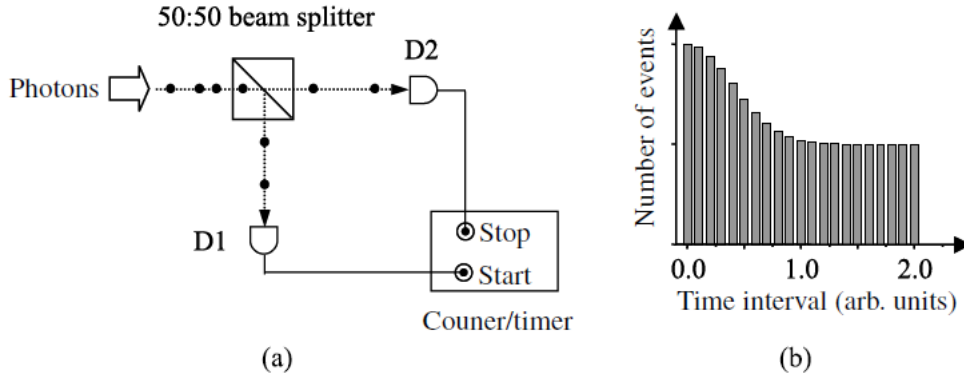 50:50 beam splitter
D2
Photons
D1
Stop
Start
Couner/timer
(a)
Number of events
0.0 1.0 2.0
Time interval (arb. units)
(b)